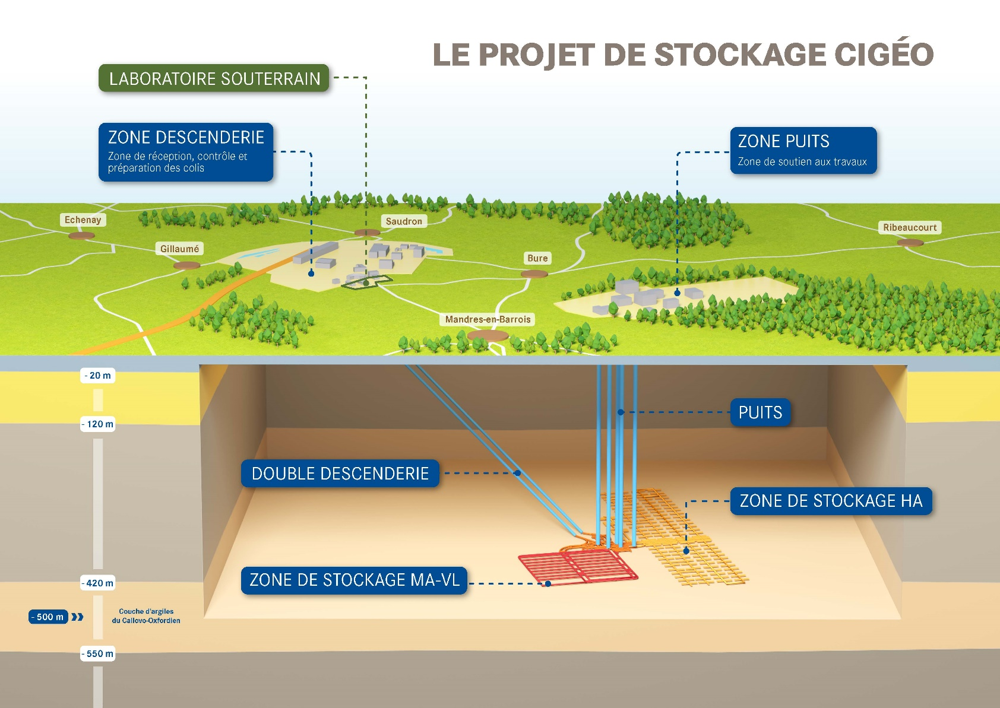 LE PROJET DE STOCKAGE CIGÉO
LABORATOIRE SOUTERRAIN
ZONE DESCENDERIE
Zone de réception, contrôle et
préparation des colis
ZONE PUITS
Zone de soutien aux travaux
Echenay
Saudron
Ribeaucourt
Gillaumé
Bure
Mandres-en-Barrois
- 20 m
- 120 m
PUITS
DOUBLE DESCENDERIE
ZONE DE STOCKAGE HA
ZONE DE STOCKAGE MA-VL
- 420 m
- 500 m
Couche d'argiles
du Callovo-Oxfordien
- 550 m